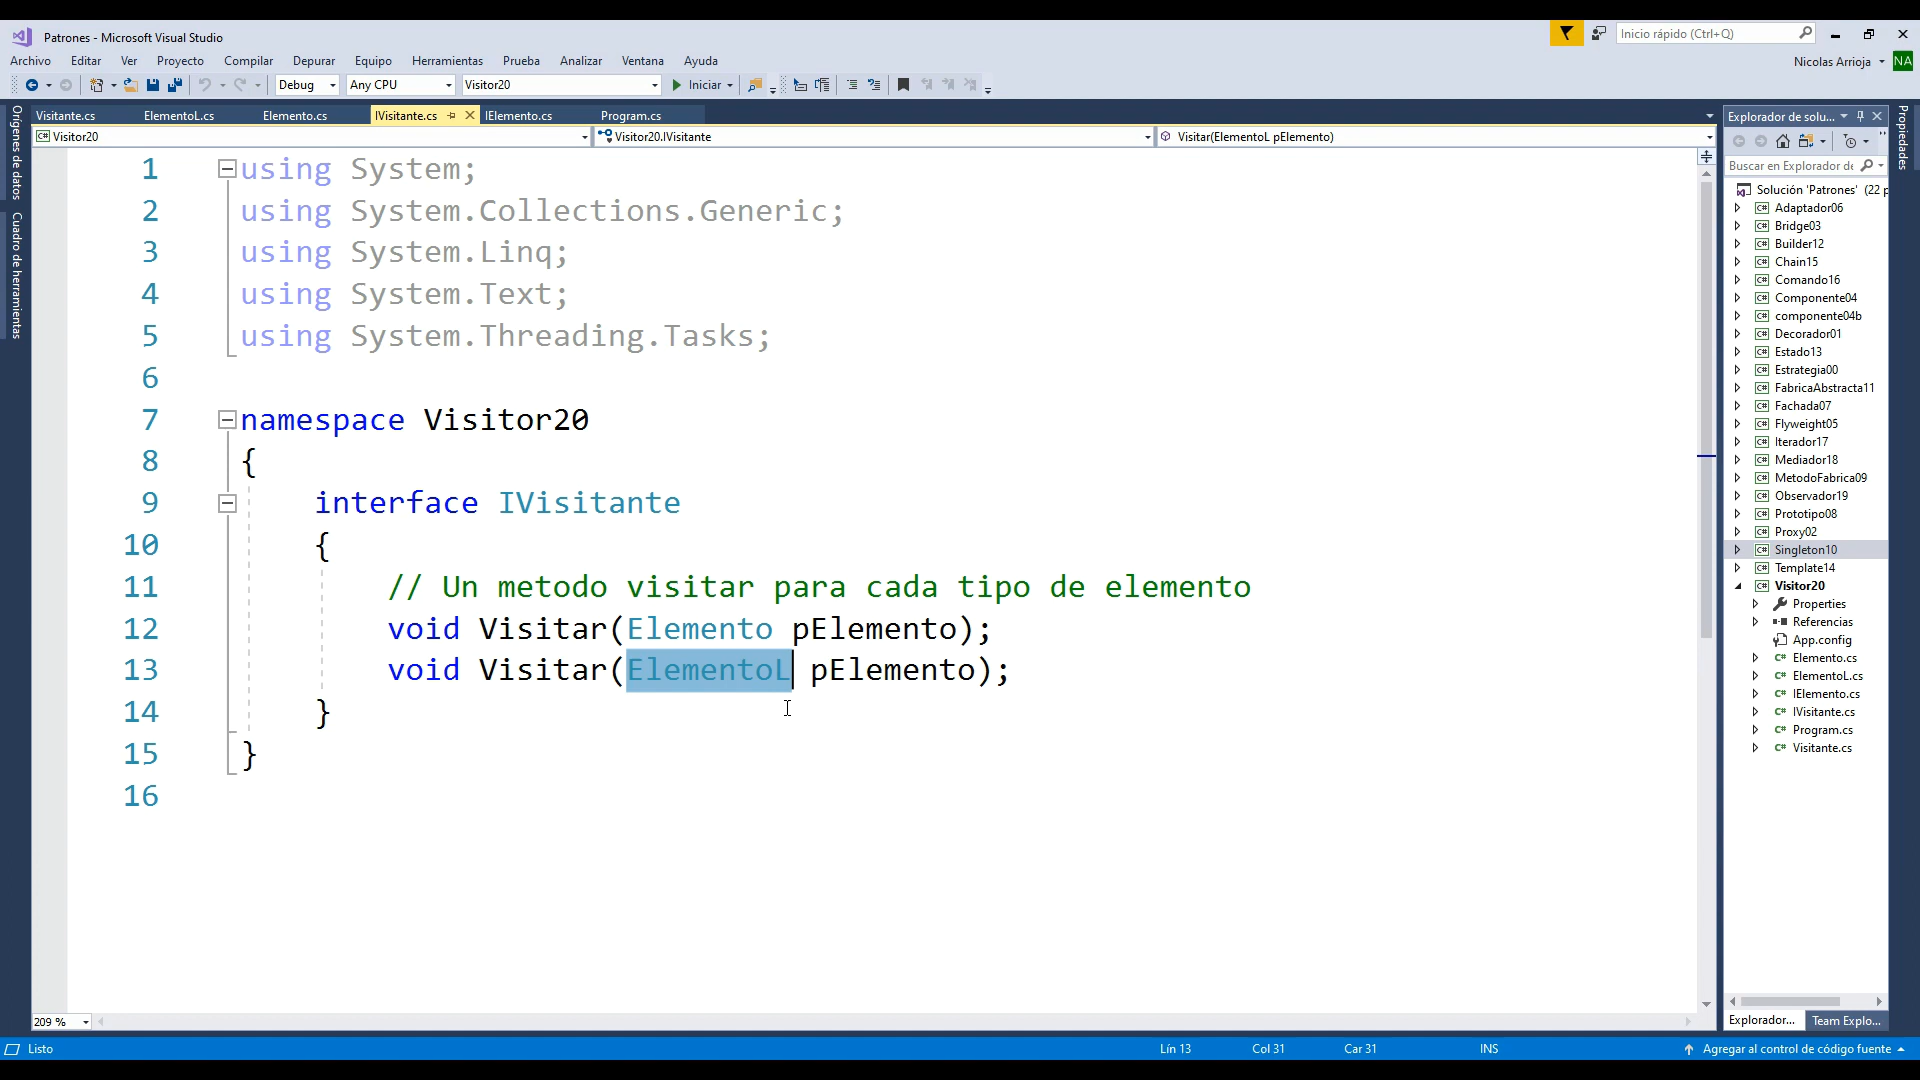 Patrones - Microsoft Visual Studio
Inicio rápido (Ctrl+Q)
Archivo Editar Ver Proyecto Compilar Depurar Equipo Herramientas Prueba Analizar Ventana Ayuda
Nicolas Arrioja NA
Debug Any CPU Visitor20 Iniciar
Visitante.cs ElementoL.cs Elemento.cs IVisitante.cs IElemento.cs Program.cs
Visitor20 Visitor20.IVisitante Visitar(ElementoL pElemento)
Orígenes de datos
Cuadro de herramientas
1 using System;
2 using System.Collections.Generic;
3 using System.Linq;
4 using System.Text;
5 using System.Threading.Tasks;
6
7 namespace Visitor20
8 {
9 interface IVisitante
10 {
11 // Un metodo visitar para cada tipo de elemento
12 void Visitar(Elemento pElemento);
13 void Visitar(ElementoL pElemento);
14 }
15 }
16
209 %
Explorador de solu...
Buscar en Explorador de
Solución 'Patrones' (22 p
Adaptador06
Bridge03
Builder12
Chain15
Comando16
Componente04
componente04b
Decorador01
Estado13
Estrategia00
FabricaAbstracta11
Fachada07
Flyweight05
Iterador17
Mediador18
MetodoFabrica09
Observador19
Prototipo08
Proxy02
Singleton10
Template14
Visitor20
Properties
Referencias
App.config
Elemento.cs
ElementoL.cs
IElemento.cs
IVisitante.cs
Program.cs
Visitante.cs
Explorador... Team Explo...
Propiedades
Listo Lín 13 Col 31 Car 31 INS Agregar al control de código fuente